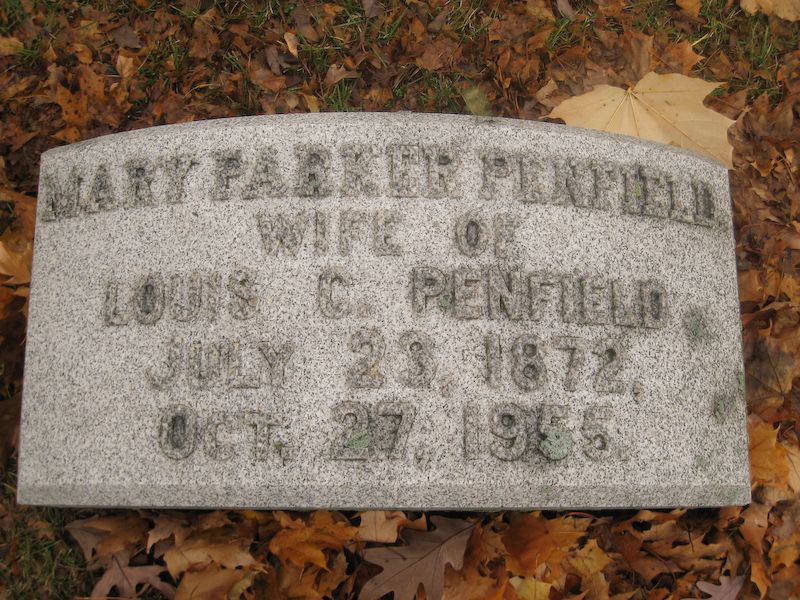 MARY PARKER PENFIELD.
WIFE OF
LOUIS C. PENFIELD.
JULY 23, 1872,
OCT. 27, 1955.